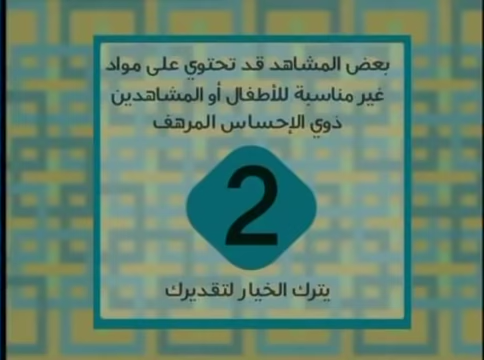 بعض المشاهد قد تحتوي على مواد
غير مناسبة للأطفال أو المشاهدين
ذوي الإحساس المرهف
2
يترك الخيار لتقديرك